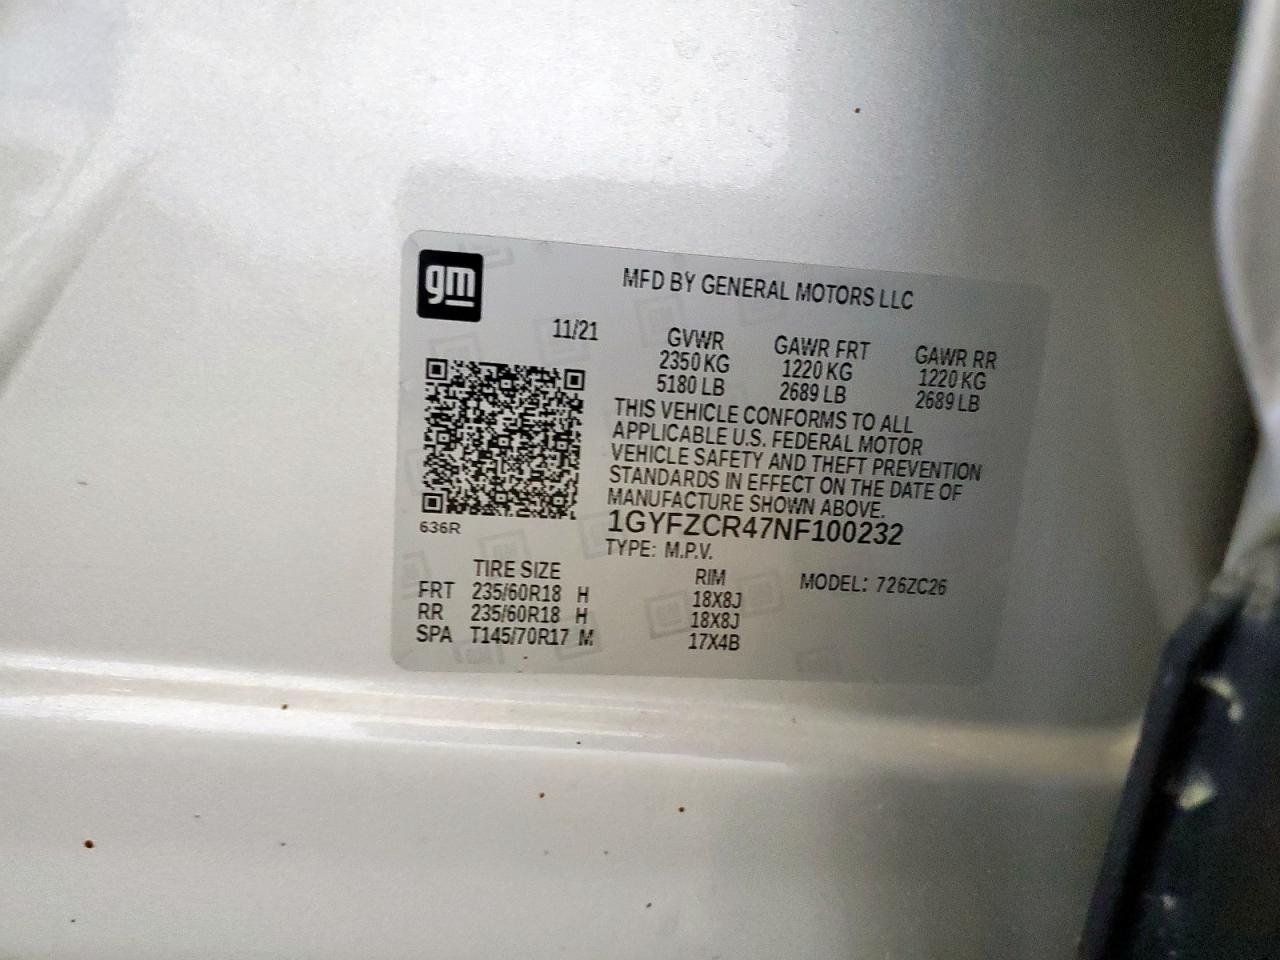 gm
MFD BY GENERAL MOTORS LLC
11/21
GVWR GAWR FRT GAWR RR
2350 KG 1220 KG 1220 KG
5180 LB 2689 LB 2689 LB
THIS VEHICLE CONFORMS TO ALL
APPLICABLE U.S. FEDERAL MOTOR
VEHICLE SAFETY AND THEFT PREVENTION
STANDARDS IN EFFECT ON THE DATE OF
MANUFACTURE SHOWN ABOVE.
636R
1GYFZCR47NF100232
TYPE: M.P.V.
TIRE SIZE RIM MODEL: 726ZC26
FRT 235/60R18 H 18X8J
RR 235/60R18 H 18X8J
SPA T145/70R17 M 17X4B